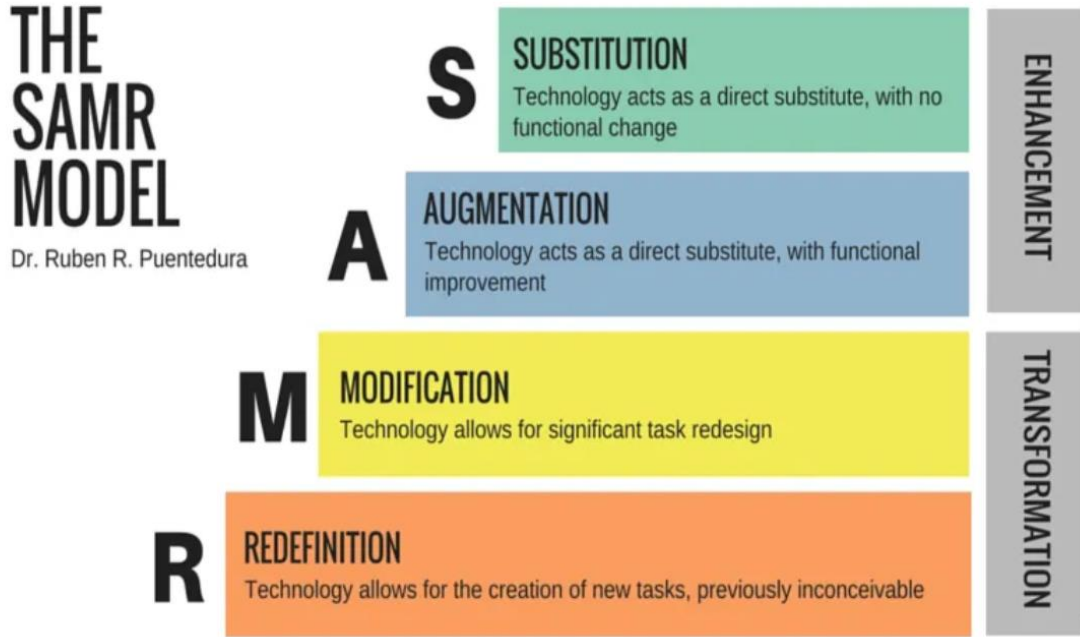 THE
SAMR
MODEL
Dr. Ruben R. Puentedura
S
SUBSTITUTION
Technology acts as a direct substitute, with no
functional change
A
AUGMENTATION
Technology acts as a direct substitute, with functional
improvement
ENHANCEMENT
M
MODIFICATION
Technology allows for significant task redesign
R
REDEFINITION
Technology allows for the creation of new tasks, previously inconceivable
TRANSFORMATION